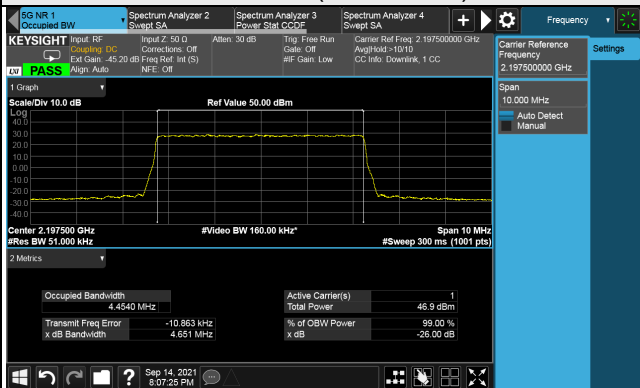 5G NR 1
Occupied BW
Spectrum Analyzer 2
Swept SA
Spectrum Analyzer 3
Power Stat CCDF
Spectrum Analyzer 4
Swept SA
Frequency
KEYSIGHT
Input: RF
Coupling: DC
Ext Gain: -45.20 dB
Align: Auto
Input Z: 50 Ω
Corrections: Off
Freq Ref: Int (S)
NFE: Off
Atten: 30 dB
Trig: Free Run
Gate: Off
#IF Gain: Low
Carrier Ref Freq: 2.197500000 GHz
Avg|Hold:>10/10
CC Info: Downlink, 1 CC
LXI PASS
Carrier Reference
Frequency
2.197500000 GHz
Settings
Span
10.000 MHz
Auto Detect
Manual
1 Graph
Scale/Div 10.0 dB
Ref Value 50.00 dBm
Log
40.0
30.0
20.0
10.0
0.00
-10.0
-20.0
-30.0
-40.0
Center 2.197500 GHz
#Video BW 160.00 kHz*
Span 10 MHz
#Res BW 51.000 kHz
#Sweep 300 ms (1001 pts)
2 Metrics
Occupied Bandwidth
4.4540 MHz
Active Carrier(s) 1
Total Power 46.9 dBm
Transmit Freq Error -10.863 kHz
x dB Bandwidth 4.651 MHz
% of OBW Power 99.00 %
x dB -26.00 dB
?
Sep 14, 2021
8:07:25 PM